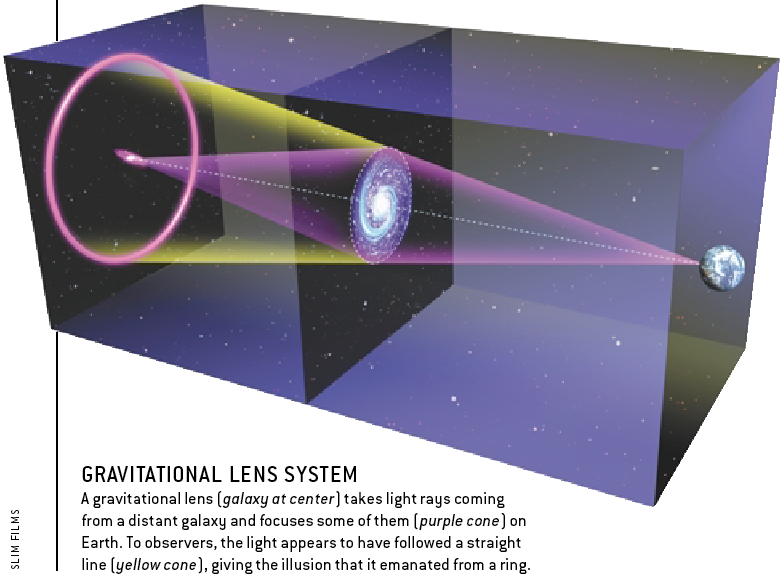 GRAVITATIONAL LENS SYSTEM
A gravitational lens (galaxy at center) takes light rays coming
from a distant galaxy and focuses some of them (purple cone) on
Earth. To observers, the light appears to have followed a straight
line (yellow cone), giving the illusion that it emanated from a ring.
SLIM FILMS